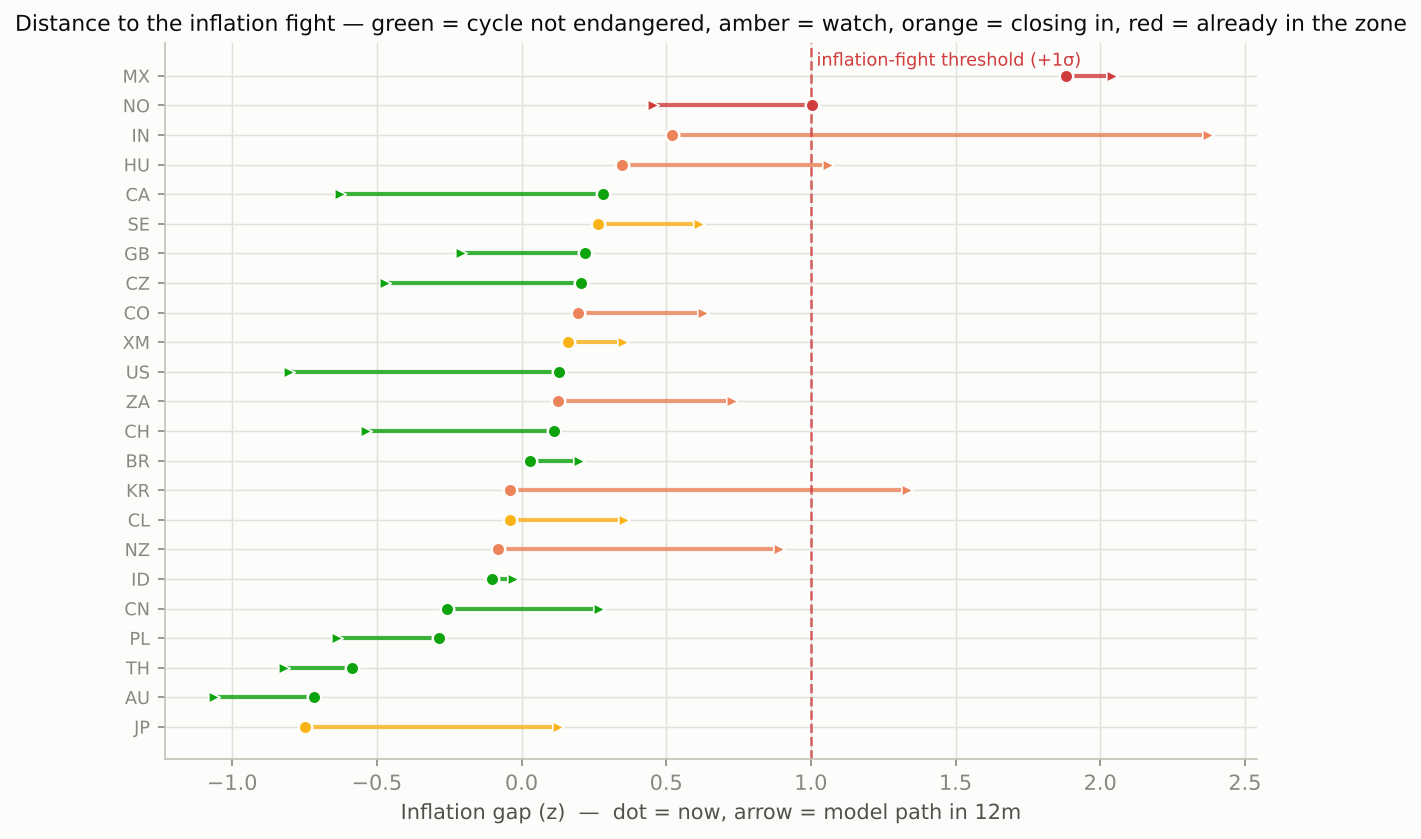 Distance to the inflation fight — green = cycle not endangered, amber = watch, orange = closing in, red = already in the zone
inflation-fight threshold (+1σ)
MX
NO
IN
HU
CA
SE
GB
CZ
CO
XM
US
ZA
CH
BR
KR
CL
NZ
ID
CN
PL
TH
AU
JP
−1.0 −0.5 0.0 0.5 1.0 1.5 2.0 2.5
Inflation gap (z) — dot = now, arrow = model path in 12m